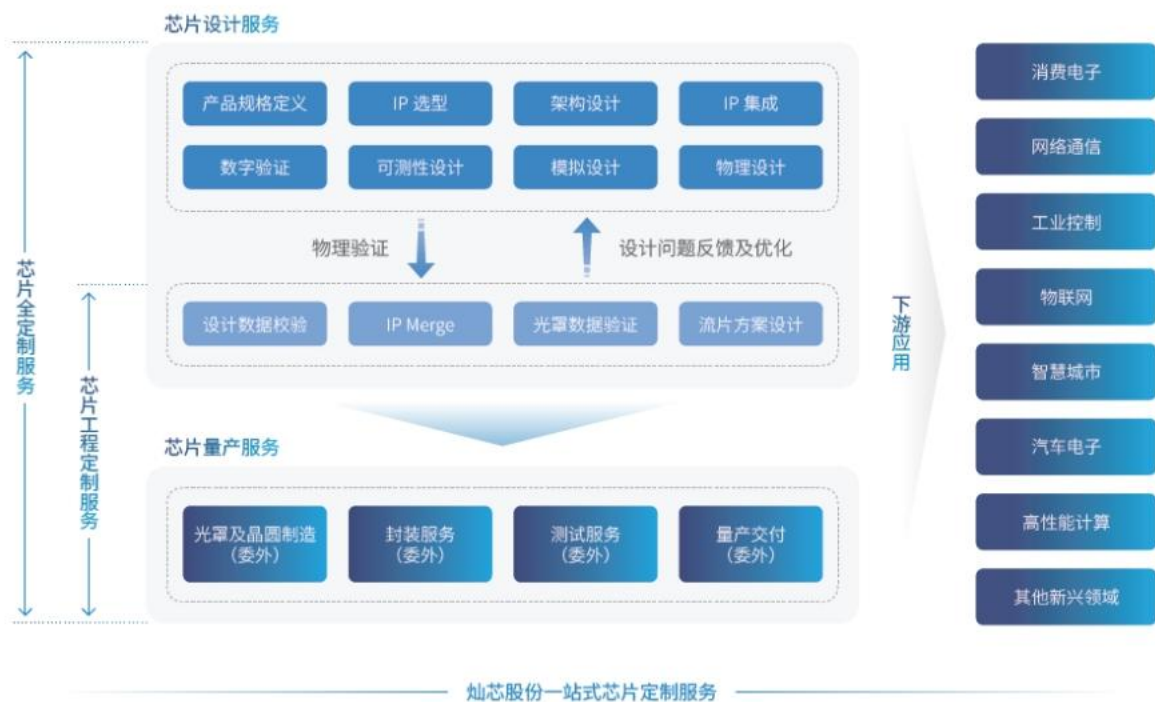 芯片设计服务
产品规格定义
IP 选型
架构设计
IP 集成
数字验证
可测性设计
模拟设计
物理设计
物理验证
设计问题反馈及优化
设计数据校验
IP Merge
光罩数据验证
流片方案设计
芯片全定制服务
芯片工程定制服务
芯片量产服务
光罩及晶圆制造
（委外）
封装服务
（委外）
测试服务
（委外）
量产交付
（委外）
下游应用
消费电子
网络通信
工业控制
物联网
智慧城市
汽车电子
高性能计算
其他新兴领域
灿芯股份一站式芯片定制服务